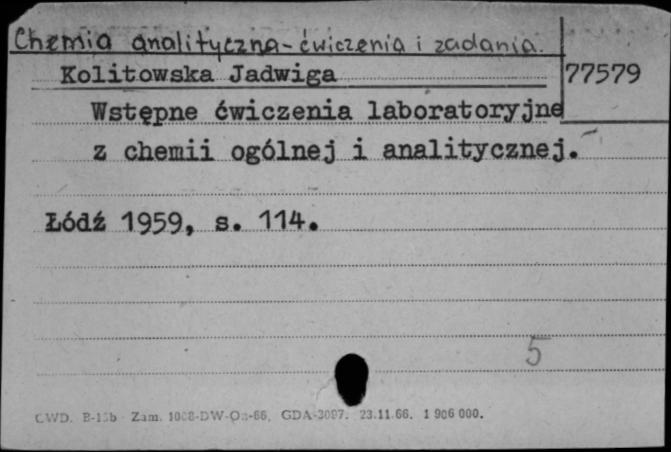 Chemia analityczna - ćwiczenia i zadania.
Kolitowska Jadwiga
77579
Wstępne ćwiczenia laboratoryjne
z chemii ogólnej i analitycznej.
Łódź 1959, s. 114.
5
CWD. Zam. GDA-3097. 23.11.66. 1 906 000.